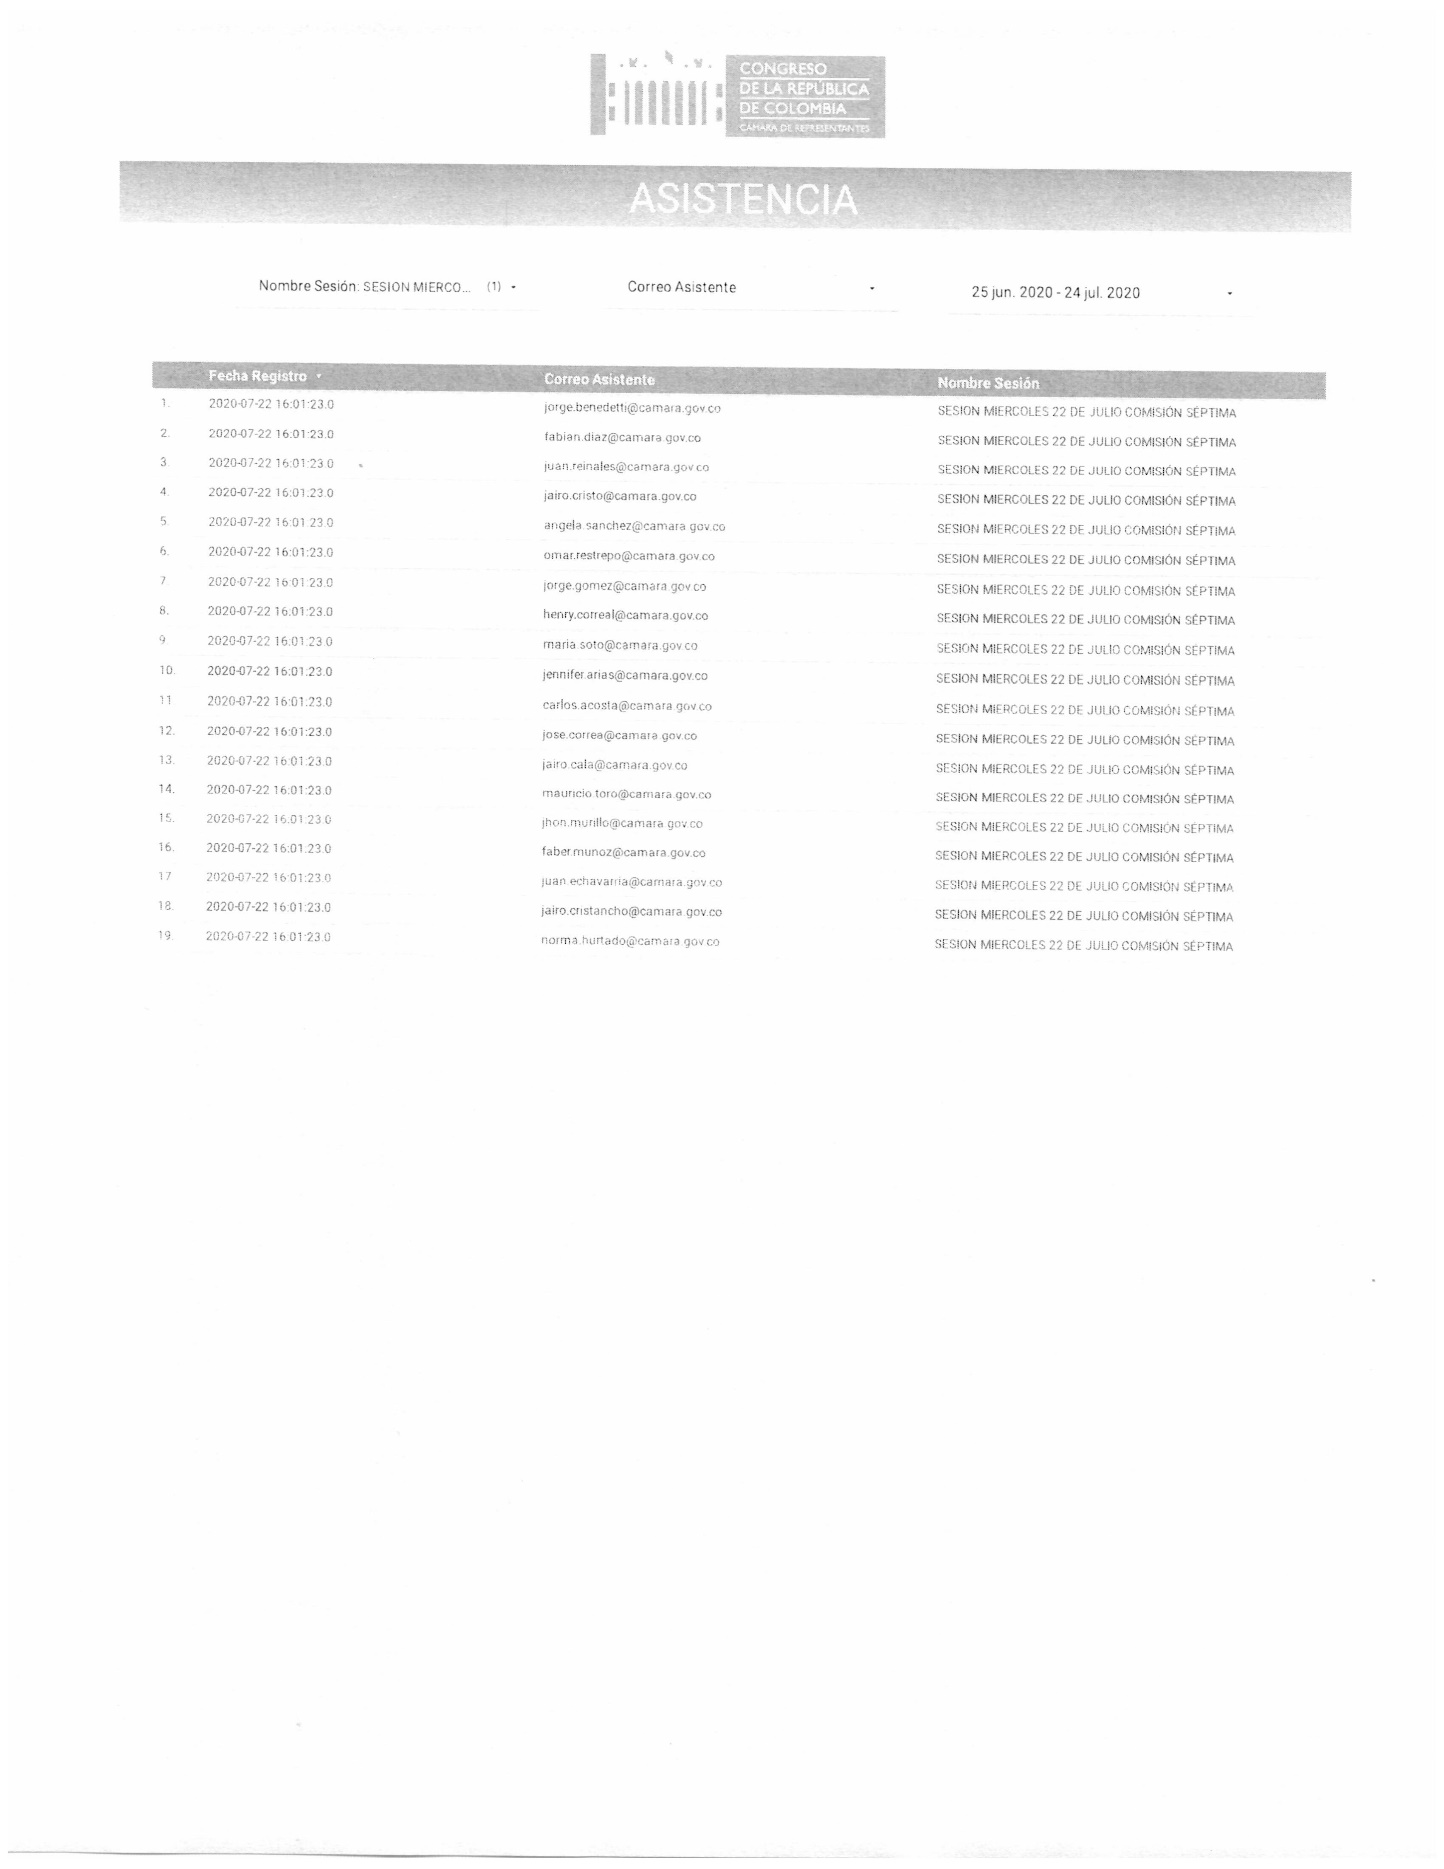 CONGRESO
DE LA REPÚBLICA
DE COLOMBIA
CÁMARA DE REPRESENTANTES
ASISTENCIA
Nombre Sesión: SESION MIERCO... (1) Correo Asistente 25 jun. 2020 - 24 jul. 2020
Fecha Registro Correo Asistente Nombre Sesión
1. 2020-07-22 16:01:23.0 jorge.benedetti@camara.gov.co SESION MIERCOLES 22 DE JULIO COMISIÓN SÉPTIMA
2. 2020-07-22 16:01:23.0 fabian.diaz@camara.gov.co SESION MIERCOLES 22 DE JULIO COMISIÓN SÉPTIMA
3. 2020-07-22 16:01:23.0 juan.reinales@camara.gov.co SESION MIERCOLES 22 DE JULIO COMISIÓN SÉPTIMA
4. 2020-07-22 16:01:23.0 jairo.cristo@camara.gov.co SESION MIERCOLES 22 DE JULIO COMISIÓN SÉPTIMA
5. 2020-07-22 16:01:23.0 angela.sanchez@camara.gov.co SESION MIERCOLES 22 DE JULIO COMISIÓN SÉPTIMA
6. 2020-07-22 16:01:23.0 omar.restrepo@camara.gov.co SESION MIERCOLES 22 DE JULIO COMISIÓN SÉPTIMA
7. 2020-07-22 16:01:23.0 jorge.gomez@camara.gov.co SESION MIERCOLES 22 DE JULIO COMISIÓN SÉPTIMA
8. 2020-07-22 16:01:23.0 henry.correal@camara.gov.co SESION MIERCOLES 22 DE JULIO COMISIÓN SÉPTIMA
9. 2020-07-22 16:01:23.0 maria.soto@camara.gov.co SESION MIERCOLES 22 DE JULIO COMISIÓN SÉPTIMA
10. 2020-07-22 16:01:23.0 jennifer.arias@camara.gov.co SESION MIERCOLES 22 DE JULIO COMISIÓN SÉPTIMA
11. 2020-07-22 16:01:23.0 carlos.acosta@camara.gov.co SESION MIERCOLES 22 DE JULIO COMISIÓN SÉPTIMA
12. 2020-07-22 16:01:23.0 jose.correa@camara.gov.co SESION MIERCOLES 22 DE JULIO COMISIÓN SÉPTIMA
13. 2020-07-22 16:01:23.0 jairo.cala@camara.gov.co SESION MIERCOLES 22 DE JULIO COMISIÓN SÉPTIMA
14. 2020-07-22 16:01:23.0 mauricio.toro@camara.gov.co SESION MIERCOLES 22 DE JULIO COMISIÓN SÉPTIMA
15. 2020-07-22 16:01:23.0 jhon.murillo@camara.gov.co SESION MIERCOLES 22 DE JULIO COMISIÓN SÉPTIMA
16. 2020-07-22 16:01:23.0 faber.munoz@camara.gov.co SESION MIERCOLES 22 DE JULIO COMISIÓN SÉPTIMA
17. 2020-07-22 16:01:23.0 juan.echavarria@camara.gov.co SESION MIERCOLES 22 DE JULIO COMISIÓN SÉPTIMA
18. 2020-07-22 16:01:23.0 jairo.cristancho@camara.gov.co SESION MIERCOLES 22 DE JULIO COMISIÓN SÉPTIMA
19. 2020-07-22 16:01:23.0 norma.hurtado@camara.gov.co SESION MIERCOLES 22 DE JULIO COMISIÓN SÉPTIMA